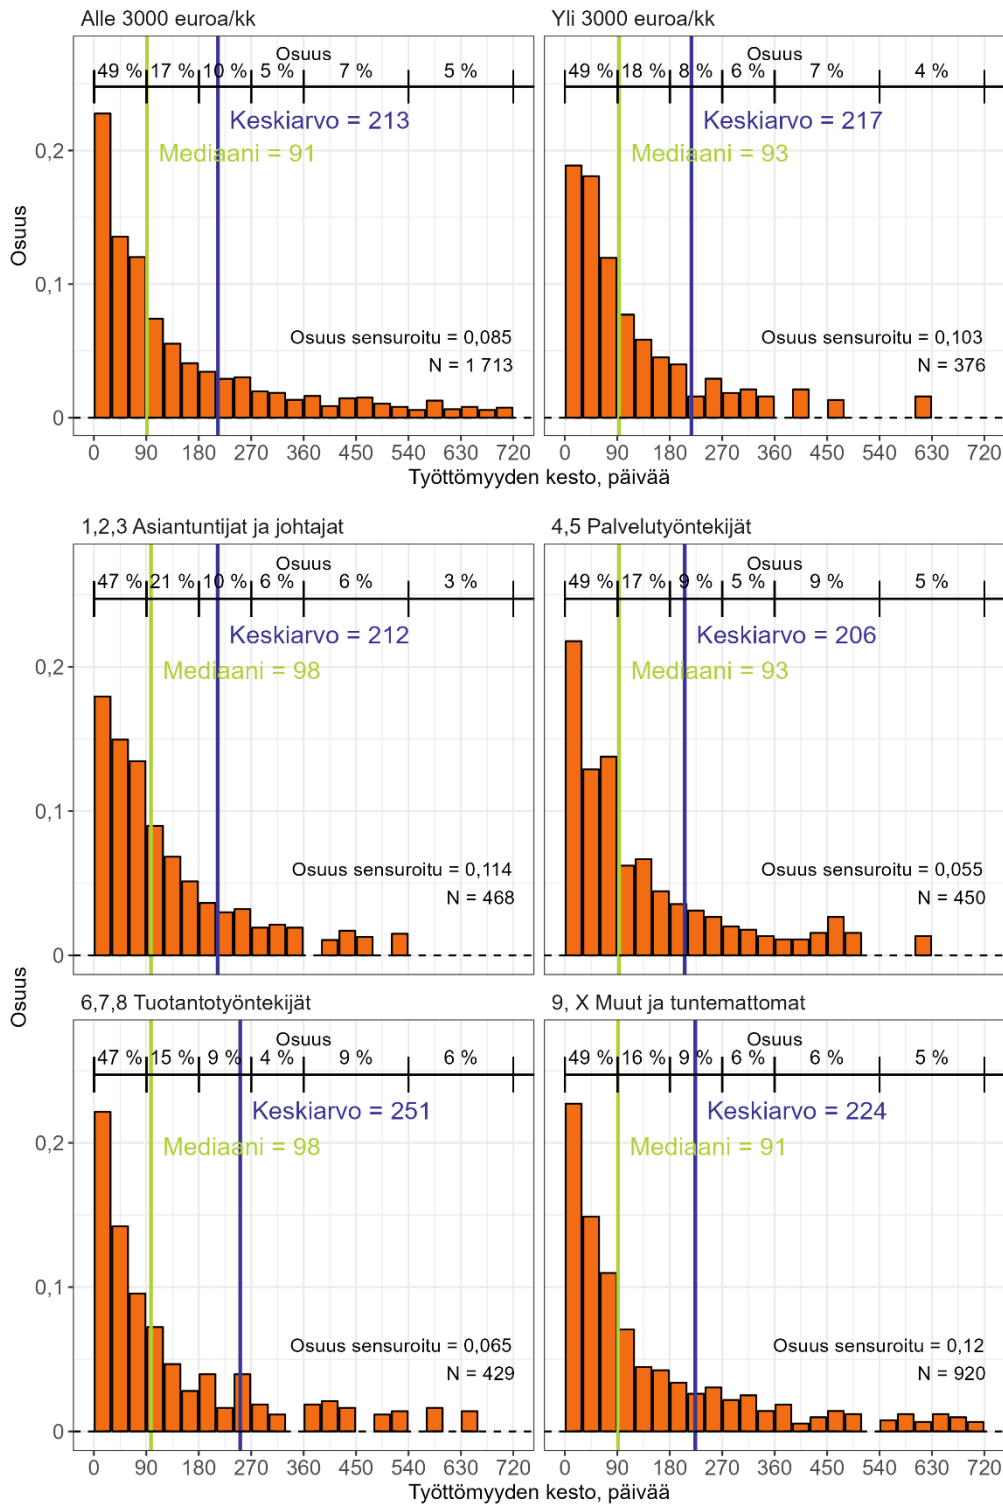 Alle 3000 euroa/kk
Osuus
49 % 17 % 10 % 5 % 7 % 5 %
Keskiarvo = 213
Mediaani = 91
0,2
0,1
0
Osuus
Osuus sensuroitu = 0,085
N = 1 713
0 90 180 270 360 450 540 630 720
Yli 3000 euroa/kk
Osuus
49 % 18 % 8 % 6 % 7 % 4 %
Keskiarvo = 217
Mediaani = 93
Osuus sensuroitu = 0,103
N = 376
0 90 180 270 360 450 540 630 720
Työttömyyden kesto, päivää
1,2,3 Asiantuntijat ja johtajat
Osuus
47 % 21 % 10 % 6 % 6 % 3 %
Keskiarvo = 212
Mediaani = 98
0,2
0,1
0
Osuus sensuroitu = 0,114
N = 468
4,5 Palvelutyöntekijät
Osuus
49 % 17 % 9 % 5 % 9 % 5 %
Keskiarvo = 206
Mediaani = 93
Osuus sensuroitu = 0,055
N = 450
Osuus
6,7,8 Tuotantotyöntekijät
Osuus
47 % 15 % 9 % 4 % 9 % 6 %
Keskiarvo = 251
Mediaani = 98
0,2
0,1
0
Osuus sensuroitu = 0,065
N = 429
0 90 180 270 360 450 540 630 720
9, X Muut ja tuntemattomat
Osuus
49 % 16 % 9 % 6 % 6 % 5 %
Keskiarvo = 224
Mediaani = 91
Osuus sensuroitu = 0,12
N = 920
0 90 180 270 360 450 540 630 720
Työttömyyden kesto, päivää